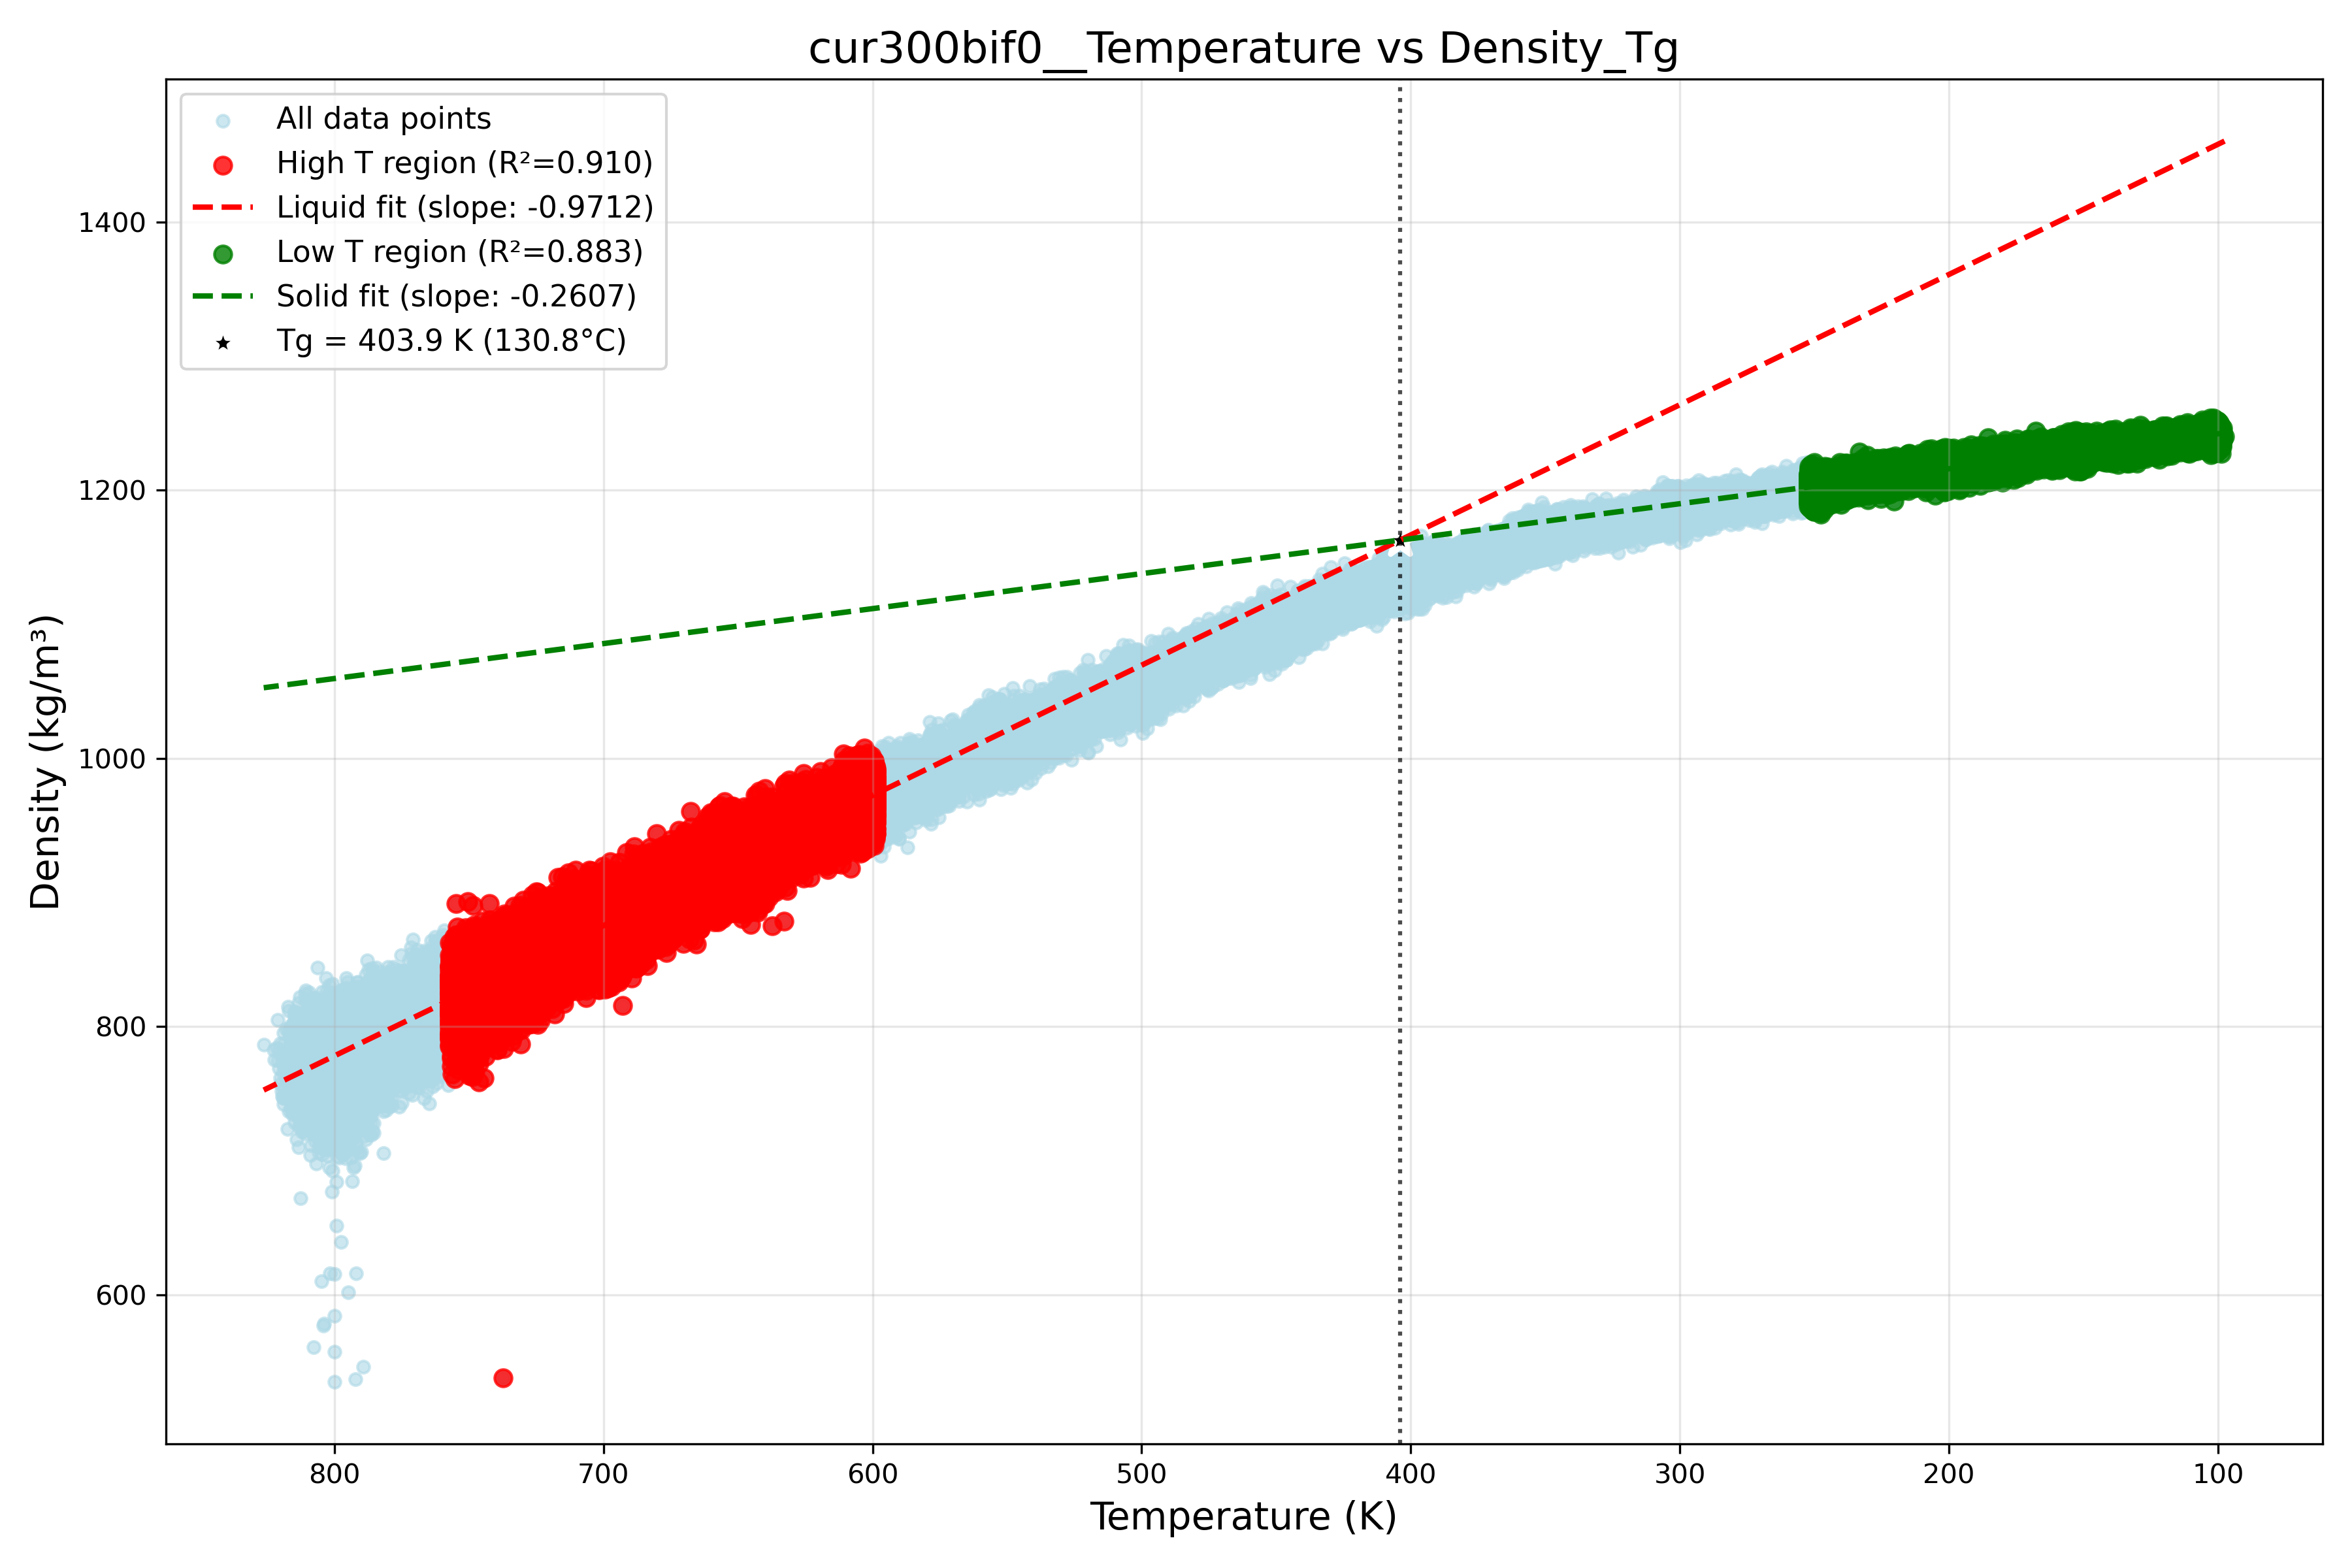 cur300bif0__Temperature vs Density_Tg
All data points
High T region (R²=0.910)
Liquid fit (slope: -0.9712)
Low T region (R²=0.883)
Solid fit (slope: -0.2607)
Tg = 403.9 K (130.8°C)
Density (kg/m³)
1400
1200
1000
800
600
800 700 600 500 400 300 200 100
Temperature (K)